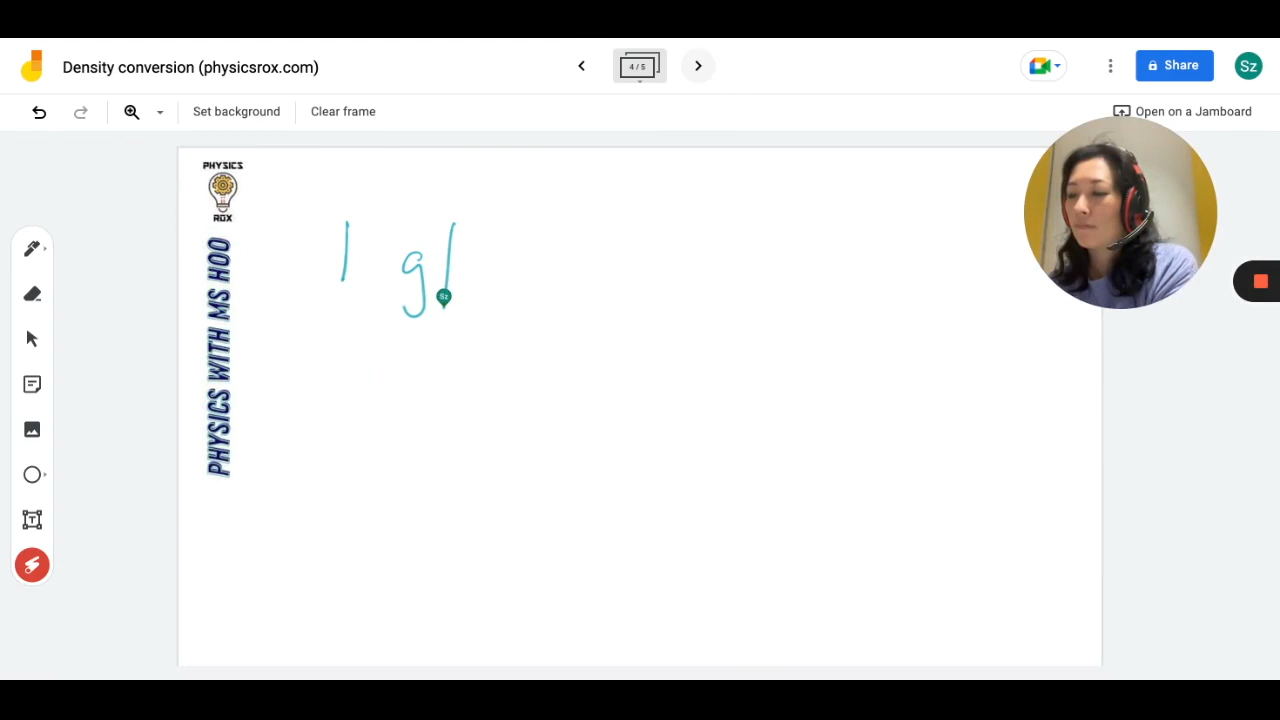 Density conversion (physicsrox.com)
4 / 5
Share
Sz
Set background
Clear frame
Open on a Jamboard
PHYSICS
ROX
PHYSICS WITH MS HOO
1 g/
Sz